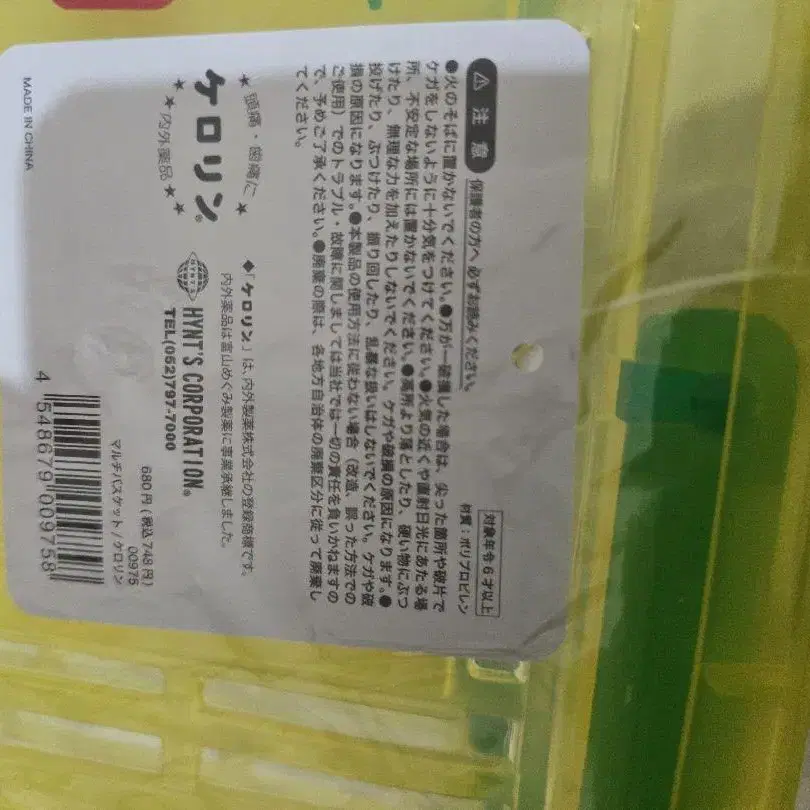 ⚠ 注 意 保護者の方へ 必ずお読みください。
対象年令6才以上
材質：ポリプロピレン
●火のそばに置かないでください。●万が一破損した場合は、尖った箇所や破片で
ケガをしないように十分気をつけてください。●火気の近くや直射日光にあたる場
所、不安定な場所には置かないでください。●高所より落としたり、硬い物にぶつ
けたり、無理な力を加えたりしないでください。ケガや破損の原因になります。●
投げたり、ぶつけたり、振り回したり、乱暴な扱いはしないでください。ケガや破
損の原因になります。●本製品の使用方法に従わない場合（改造、誤った方法での
ご使用）でのトラブル・故障に関しましては当社では一切の責任を負いかねますの
で、予めご了承ください。●廃棄の際は、各地方自治体の廃棄区分に従って廃棄し
てください。
★頭痛・歯痛に★
ケロリン®
★★内外薬品★★
◆「ケロリン」は、内外製薬株式会社の登録商標です。
内外薬品は富山めぐみ製薬に事業承継しました。
HYNT'S
HYNT'S CORPORATION®
TEL(052)797-7000
680円（税込 748円）
00975
マルチバスケット／ケロリン
4 548679 009758
MADE IN CHINA